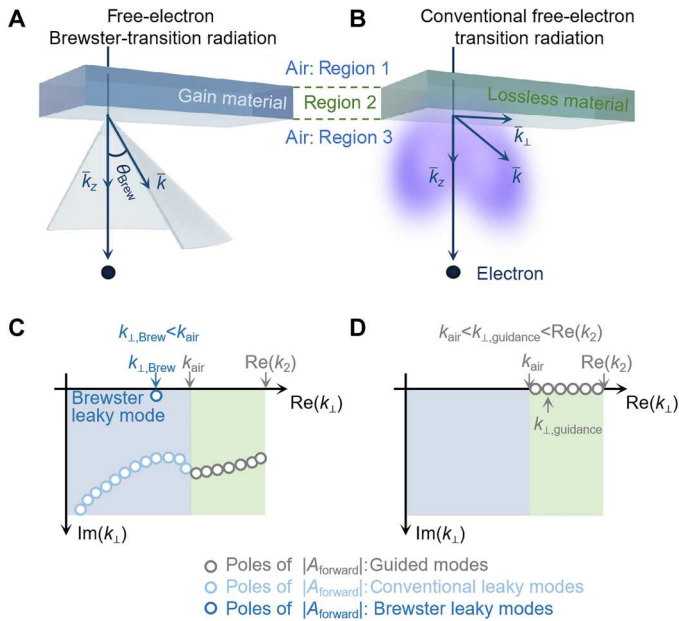 A
Free-electron
Brewster-transition radiation
B
Conventional free-electron
transition radiation
Air: Region 1
Gain material
Region 2
Lossless material
Air: Region 3
k̄z
θBrew
k̄
k̄⊥
k̄z
k̄
Electron
C
k⊥,Brew<kair
k⊥,Brew
kair
Re(k2)
Re(k⊥)
Brewster
leaky mode
Im(k⊥)
D
kair<k⊥,guidance<Re(k2)
kair
Re(k2)
Re(k⊥)
k⊥,guidance
Im(k⊥)
Poles of |Aforward|: Guided modes
Poles of |Aforward|: Conventional leaky modes
Poles of |Aforward|: Brewster leaky modes